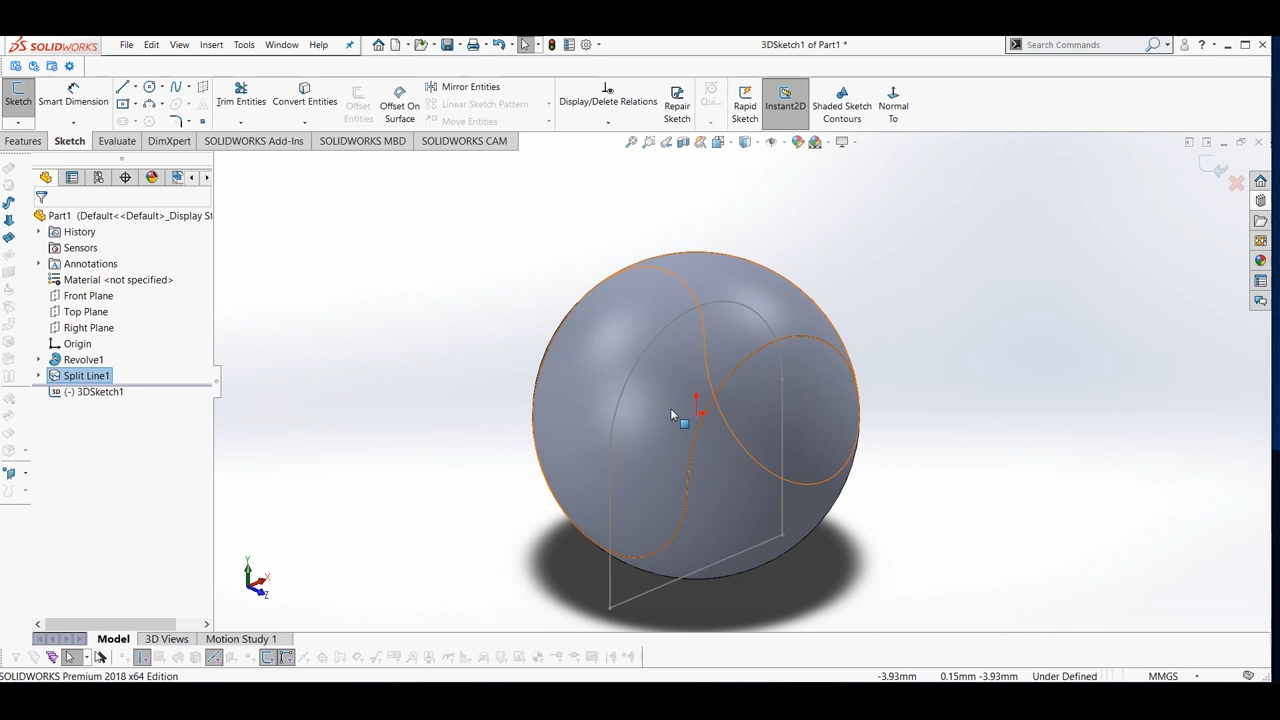 SOLIDWORKS File Edit View Insert Tools Window Help 3DSketch1 of Part1 * Search Commands
Sketch Smart Dimension Trim Entities Convert Entities Offset Entities Offset On Surface Mirror Entities Linear Sketch Pattern Move Entities Display/Delete Relations Repair Sketch Qui... Rapid Sketch Instant2D Shaded Sketch Contours Normal To
Features Sketch Evaluate DimXpert SOLIDWORKS Add-Ins SOLIDWORKS MBD SOLIDWORKS CAM
Part1 (Default<<Default>_Display St
History
Sensors
Annotations
Material <not specified>
Front Plane
Top Plane
Right Plane
Origin
Revolve1
Split Line1
3D (-) 3DSketch1
Y
X
Z
Model 3D Views Motion Study 1
SOLIDWORKS Premium 2018 x64 Edition -3.93mm 0.15mm -3.93mm Under Defined MMGS